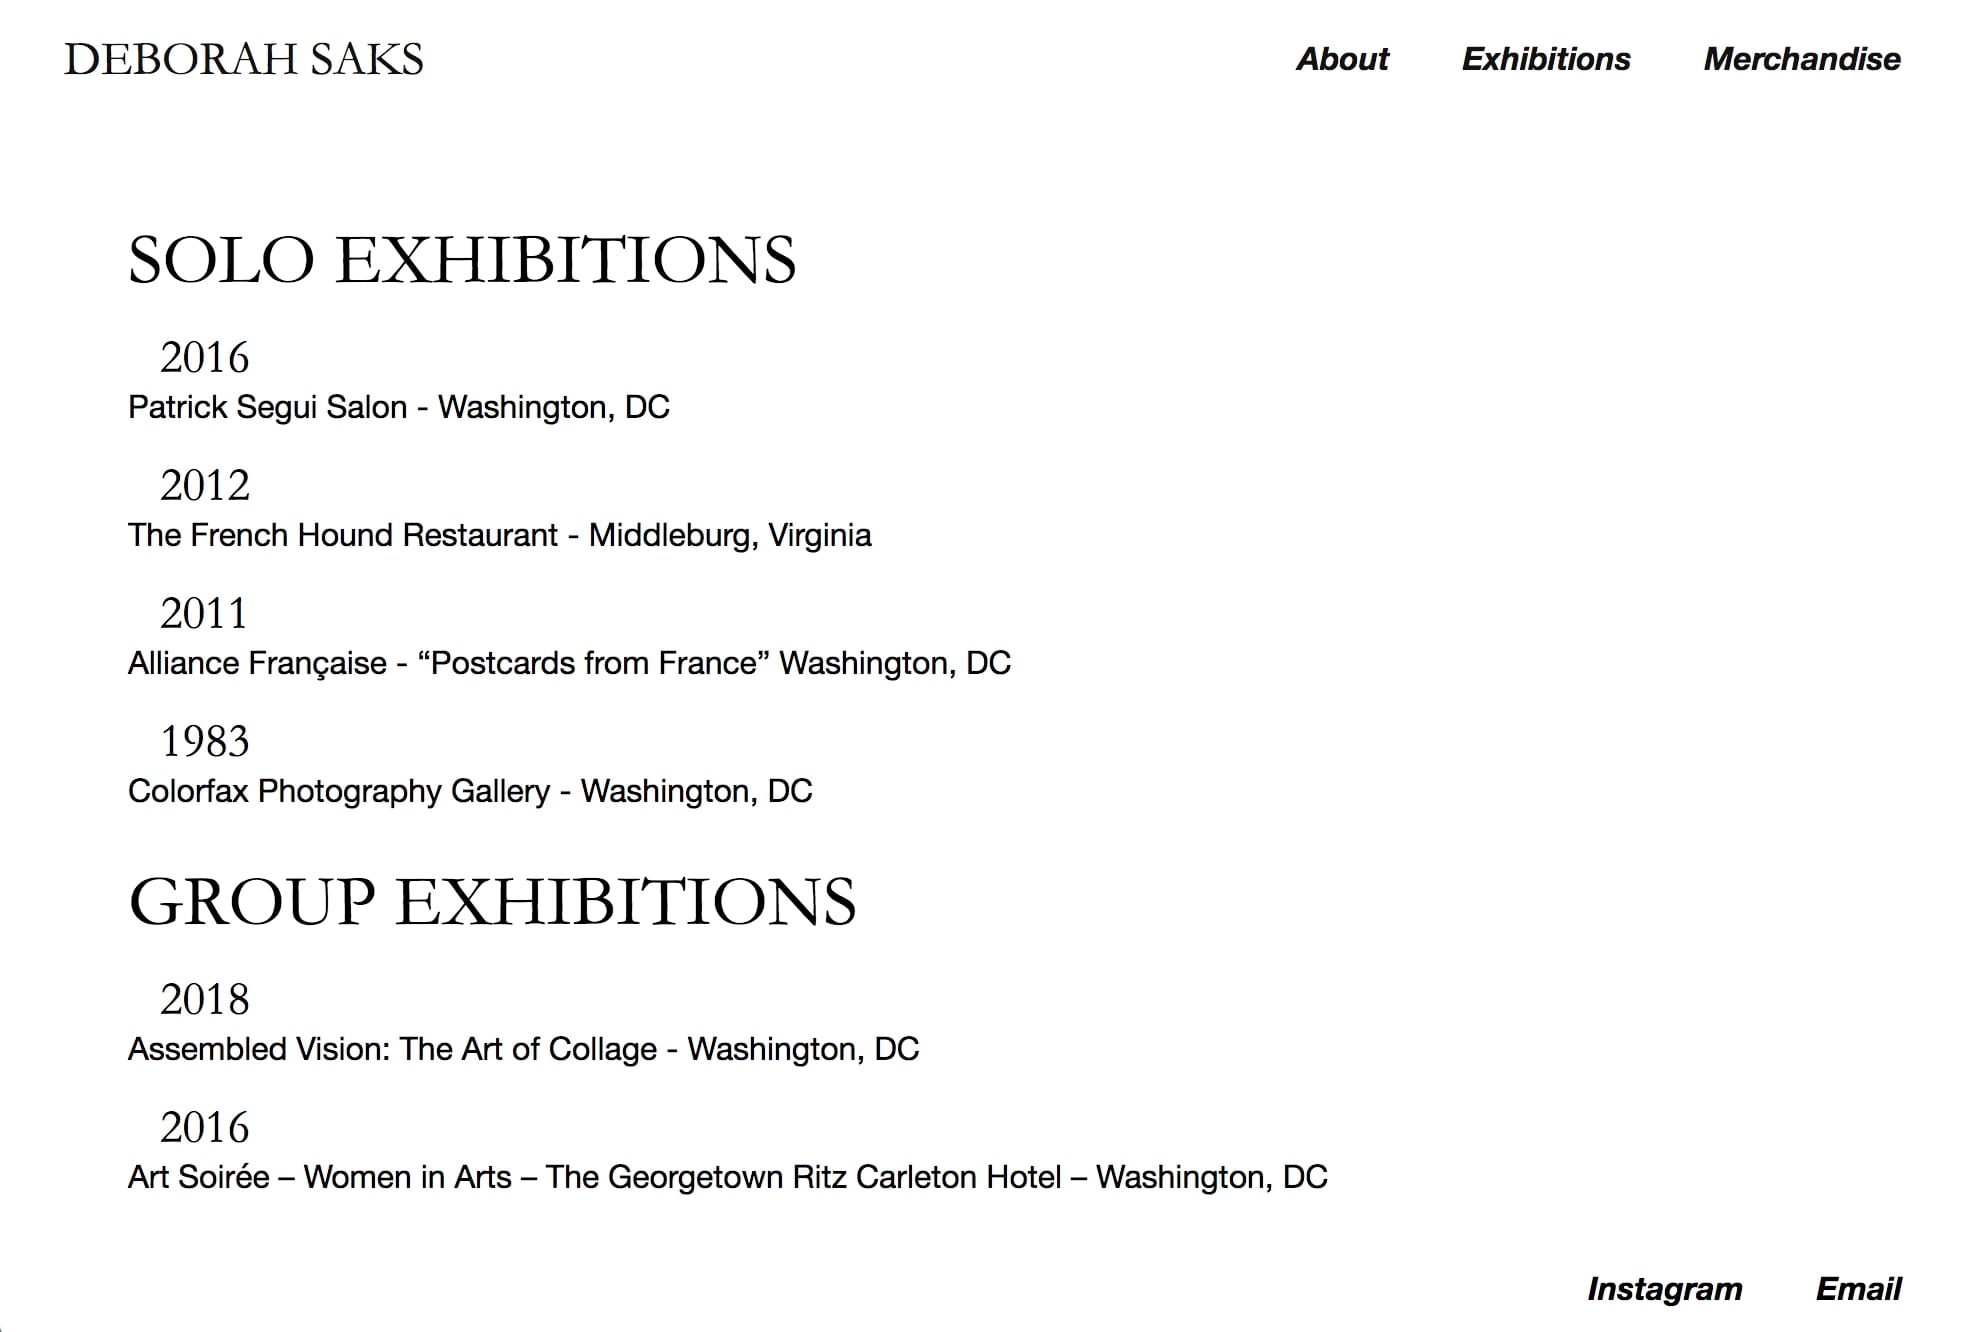 DEBORAH SAKS
About Exhibitions Merchandise
SOLO EXHIBITIONS
2016
Patrick Segui Salon - Washington, DC
2012
The French Hound Restaurant - Middleburg, Virginia
2011
Alliance Française - “Postcards from France” Washington, DC
1983
Colorfax Photography Gallery - Washington, DC
GROUP EXHIBITIONS
2018
Assembled Vision: The Art of Collage - Washington, DC
2016
Art Soirée – Women in Arts – The Georgetown Ritz Carleton Hotel – Washington, DC
Instagram Email